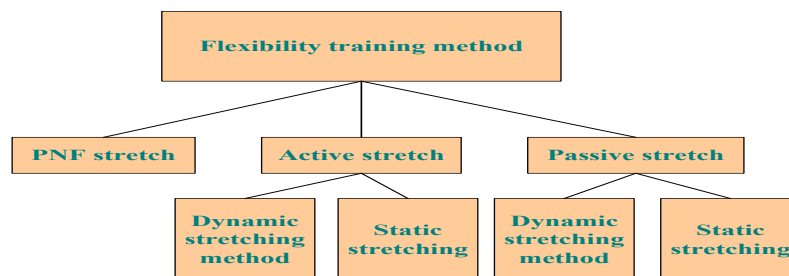 Flexibility training method
PNF stretch
Active stretch
Passive stretch
Dynamic
stretching
method
Static
stretching
Dynamic
stretching
method
Static
stretching